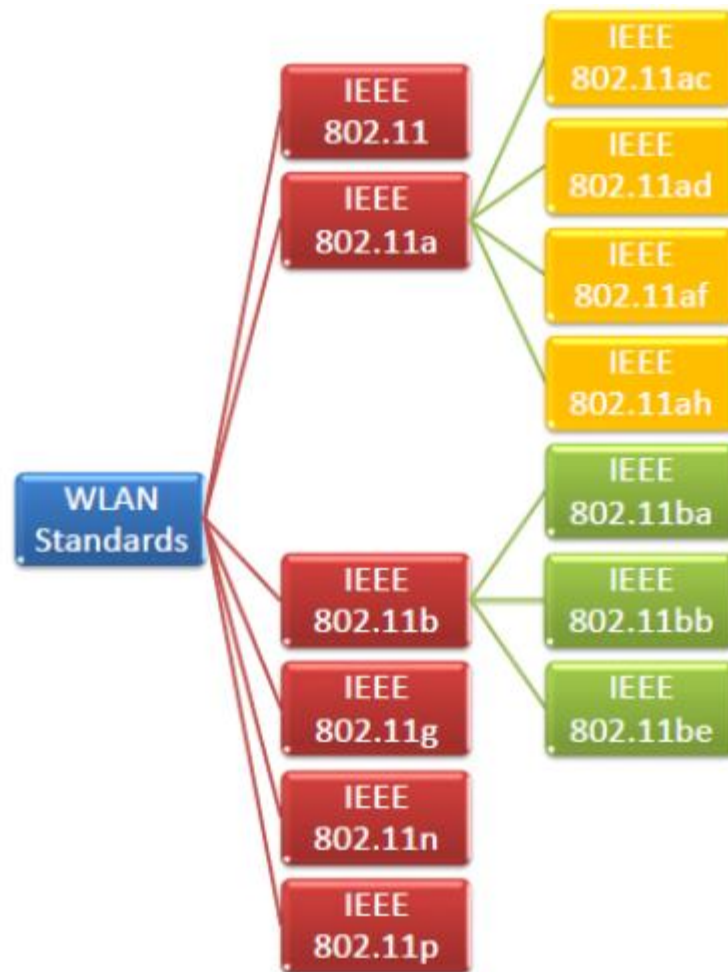 IEEE
802.11ac
IEEE
802.11
IEEE
802.11ad
IEEE
802.11a
IEEE
802.11af
IEEE
802.11ah
WLAN
Standards
IEEE
802.11ba
IEEE
802.11b
IEEE
802.11bb
IEEE
802.11g
IEEE
802.11be
IEEE
802.11n
IEEE
802.11p